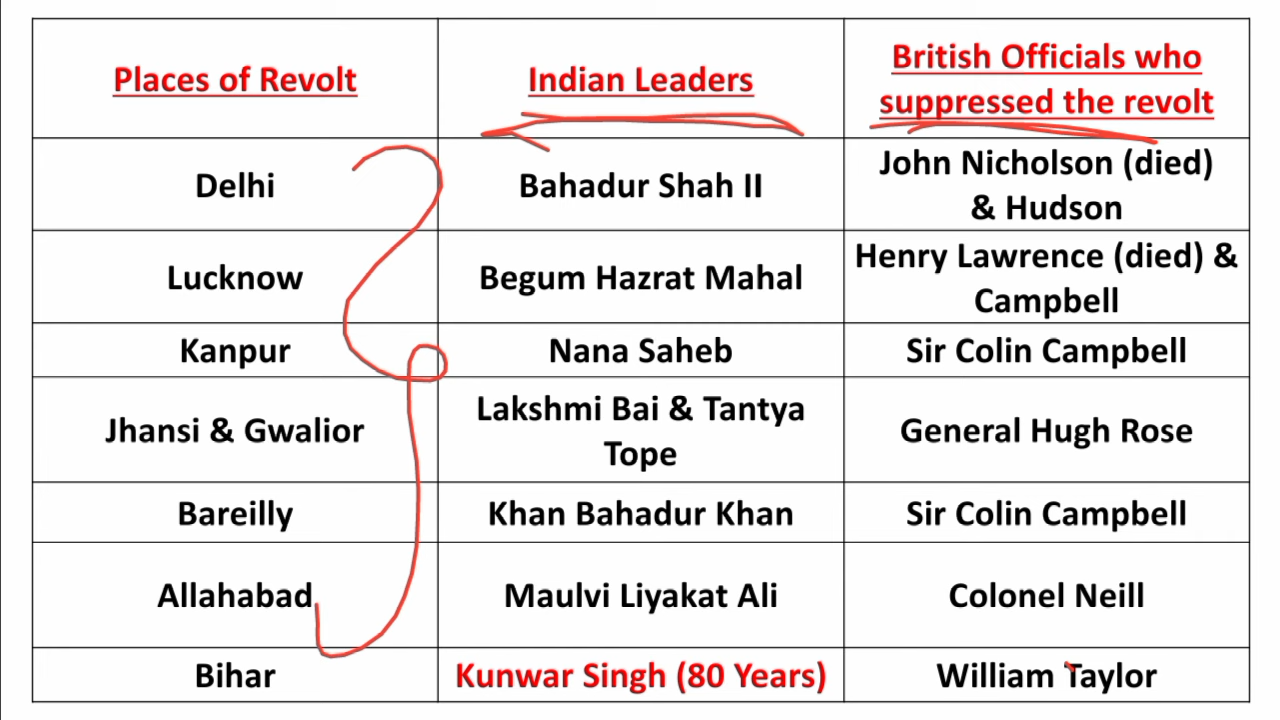 Places of Revolt
Indian Leaders
British Officials who
suppressed the revolt
Delhi
Bahadur Shah II
John Nicholson (died)
& Hudson
Lucknow
Begum Hazrat Mahal
Henry Lawrence (died) &
Campbell
Kanpur
Nana Saheb
Sir Colin Campbell
Jhansi & Gwalior
Lakshmi Bai & Tantya
Tope
General Hugh Rose
Bareilly
Khan Bahadur Khan
Sir Colin Campbell
Allahabad
Maulvi Liyakat Ali
Colonel Neill
Bihar
Kunwar Singh (80 Years)
William Taylor